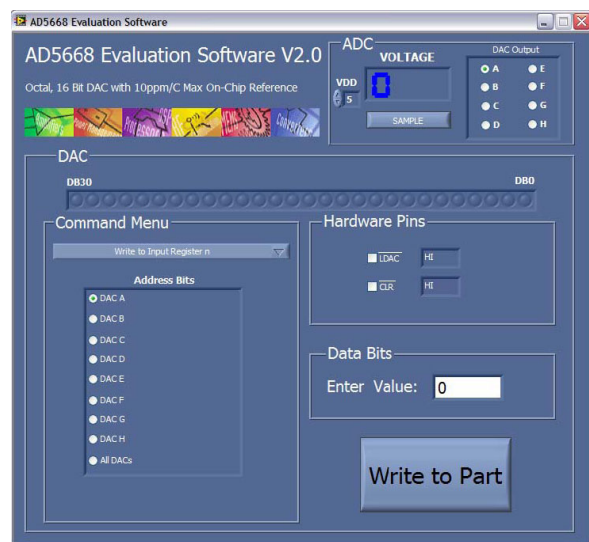 AD5668 Evaluation Software
AD5668 Evaluation Software V2.0
Octal, 16 Bit DAC with 10ppm/C Max On-Chip Reference
ADC
VOLTAGE
VDD
5
0
SAMPLE
DAC Output
A
E
B
F
C
G
D
H
DAC
DB30
DB0
Command Menu
Write to Input Register n
Address Bits
DAC A
DAC B
DAC C
DAC D
DAC E
DAC F
DAC G
DAC H
All DACs
Hardware Pins
LDAC
HI
CLR
HI
Data Bits
Enter Value:
0
Write to Part